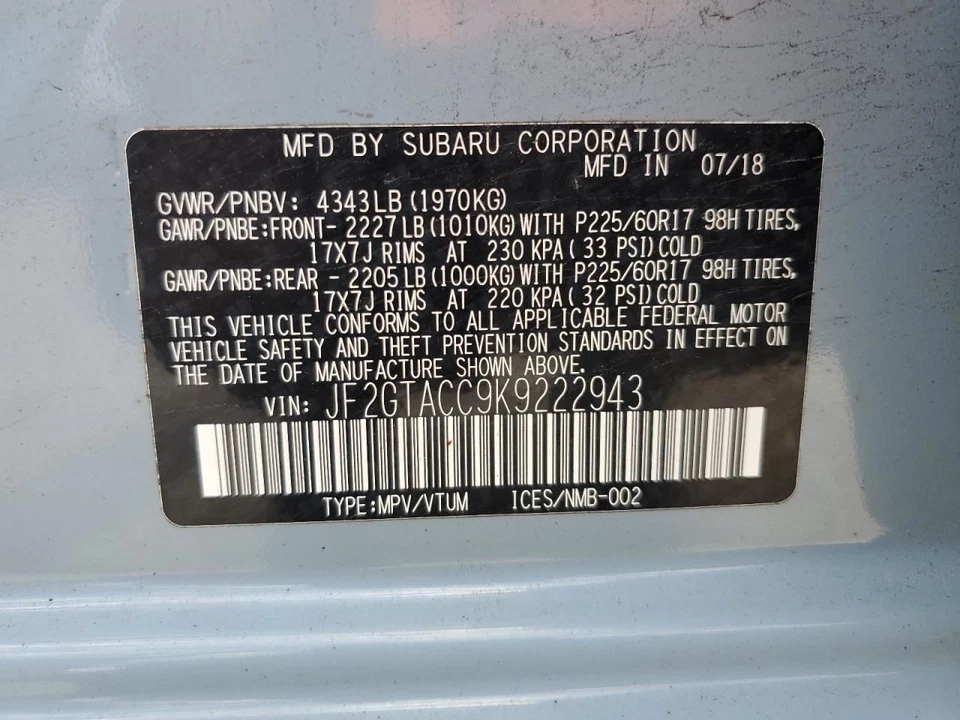 MFD BY SUBARU CORPORATION
MFD IN 07/18
GVWR/PNBV: 4343LB (1970KG)
GAWR/PNBE:FRONT- 2227 LB (1010KG) WITH P225/60R17 98H TIRES,
17X7J RIMS AT 230 KPA ( 33 PSI) COLD
GAWR/PNBE:REAR - 2205 LB (1000KG) WITH P225/60R17 98H TIRES,
17X7J RIMS AT 220 KPA ( 32 PSI) COLD
THIS VEHICLE CONFORMS TO ALL APPLICABLE FEDERAL MOTOR
VEHICLE SAFETY AND THEFT PREVENTION STANDARDS IN EFFECT ON
THE DATE OF MANUFACTURE SHOWN ABOVE.
VIN: JF2GTACC9K9222943
TYPE:MPV/VTUM ICES/NMB-002